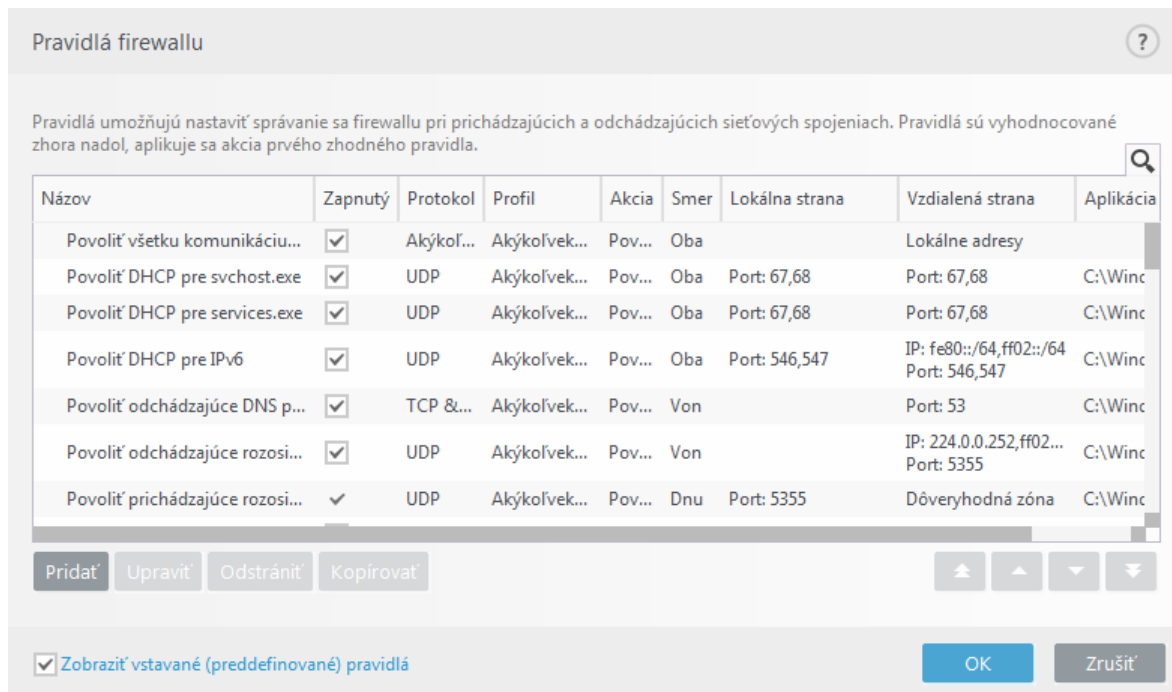 Pravidlá firewallu
?
Pravidlá umožňujú nastaviť správanie sa firewallu pri prichádzajúcich a odchádzajúcich sieťových spojeniach. Pravidlá sú vyhodnocované
zhora nadol, aplikuje sa akcia prvého zhodného pravidla.
Názov Zapnutý Protokol Profil Akcia Smer Lokálna strana Vzdialená strana Aplikácia
Povoliť všetku komunikáciu... Akýkoľ... Akýkoľvek... Pov... Oba Lokálne adresy
Povoliť DHCP pre svchost.exe UDP Akýkoľvek... Pov... Oba Port: 67,68 Port: 67,68 C:\Winc
Povoliť DHCP pre services.exe UDP Akýkoľvek... Pov... Oba Port: 67,68 Port: 67,68 C:\Winc
Povoliť DHCP pre IPv6 UDP Akýkoľvek... Pov... Oba Port: 546,547 IP: fe80::/64,ff02::/64 C:\Winc
Port: 546,547
Povoliť odchádzajúce DNS p... TCP &... Akýkoľvek... Pov... Von Port: 53 C:\Winc
Povoliť odchádzajúce rozosi... UDP Akýkoľvek... Pov... Von IP: 224.0.0.252,ff02... C:\Winc
Port: 5355
Povoliť prichádzajúce rozosi... UDP Akýkoľvek... Pov... Dnu Port: 5355 Dôveryhodná zóna C:\Winc
Pridať Upraviť Odstrániť Kopírovať
Zobraziť vstavané (preddefinované) pravidlá OK Zrušiť